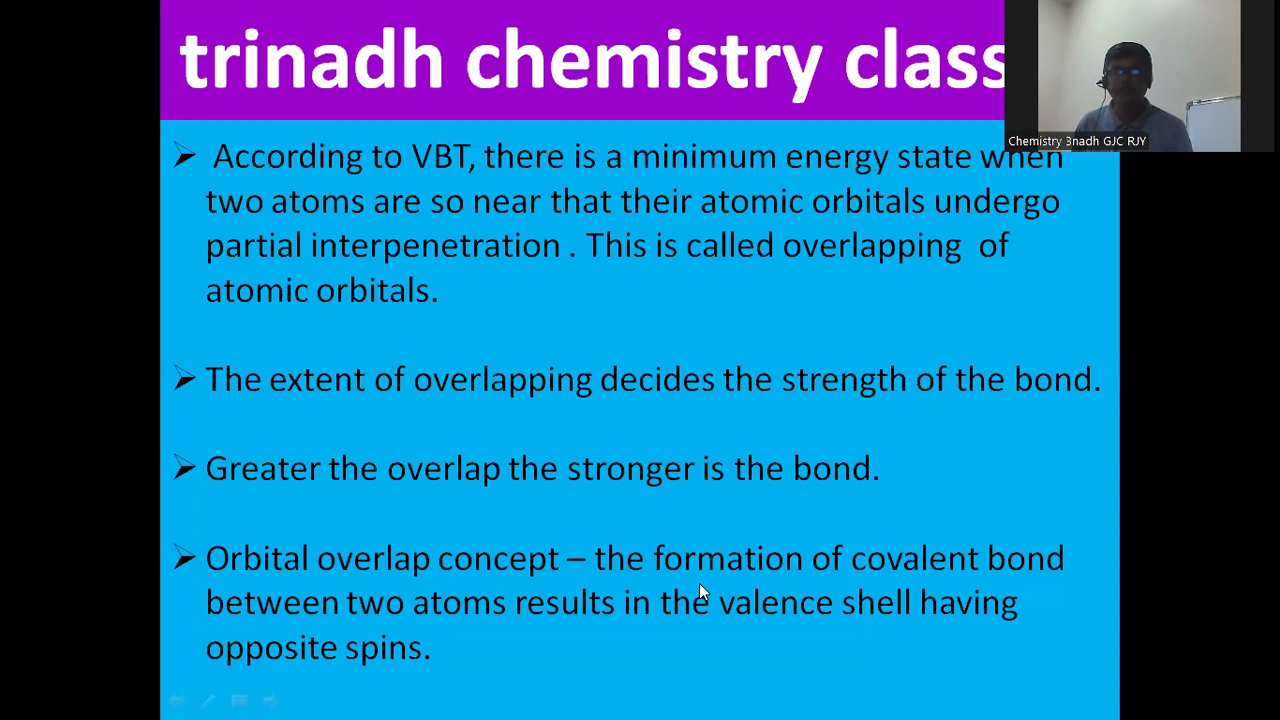 trinadh chemistry class
Chemistry 3nadh GJC RJY
According to VBT, there is a minimum energy state when
two atoms are so near that their atomic orbitals undergo
partial interpenetration . This is called overlapping of
atomic orbitals.
The extent of overlapping decides the strength of the bond.
Greater the overlap the stronger is the bond.
Orbital overlap concept – the formation of covalent bond
between two atoms results in the valence shell having
opposite spins.